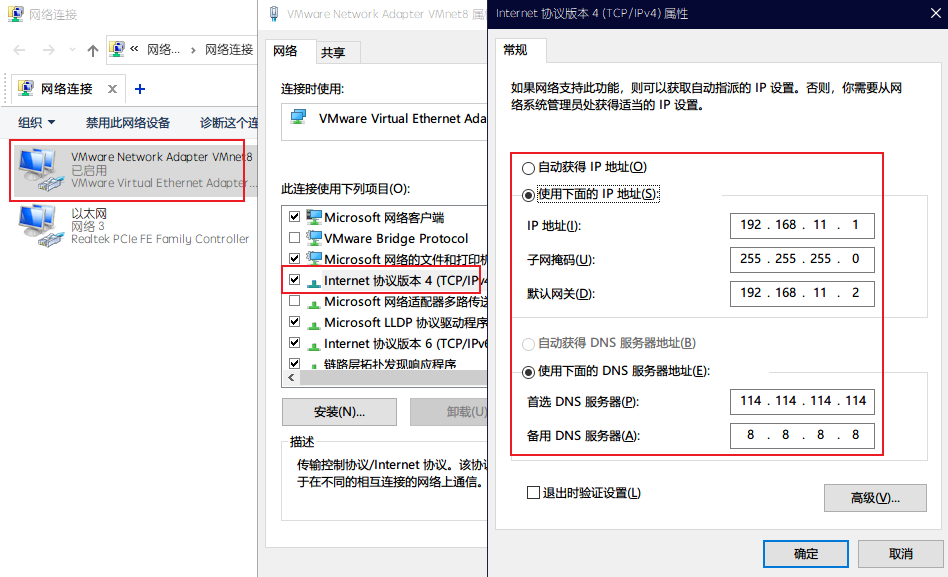 网络连接
« 网络... › 网络连接
网络连接
组织
禁用此网络设备
诊断这个连
VMware Network Adapter VMnet8
已启用
VMware Virtual Ethernet Adapter...
以太网
网络 3
Realtek PCIe FE Family Controller
VMware Network Adapter VMnet8 属
网络
共享
连接时使用:
VMware Virtual Ethernet Ada
此连接使用下列项目(O):
Microsoft 网络客户端
VMware Bridge Protocol
Microsoft 网络的文件和打印机
Internet 协议版本 4 (TCP/IPv4
Microsoft 网络适配器多路传送
Microsoft LLDP 协议驱动程序
Internet 协议版本 6 (TCP/IPv6
链路层拓扑发现响应程序
安装(N)...
卸载(U)
描述
传输控制协议/Internet 协议。该协议
于在不同的相互连接的网络上通信。
Internet 协议版本 4 (TCP/IPv4) 属性
常规
如果网络支持此功能，则可以获取自动指派的 IP 设置。否则，你需要从网
络系统管理员处获得适当的 IP 设置。
自动获得 IP 地址(O)
使用下面的 IP 地址(S):
IP 地址(I):
192 . 168 . 11 . 1
子网掩码(U):
255 . 255 . 255 . 0
默认网关(D):
192 . 168 . 11 . 2
自动获得 DNS 服务器地址(B)
使用下面的 DNS 服务器地址(E):
首选 DNS 服务器(P):
114 . 114 . 114 . 114
备用 DNS 服务器(A):
8 . 8 . 8 . 8
退出时验证设置(L)
高级(V)...
确定
取消